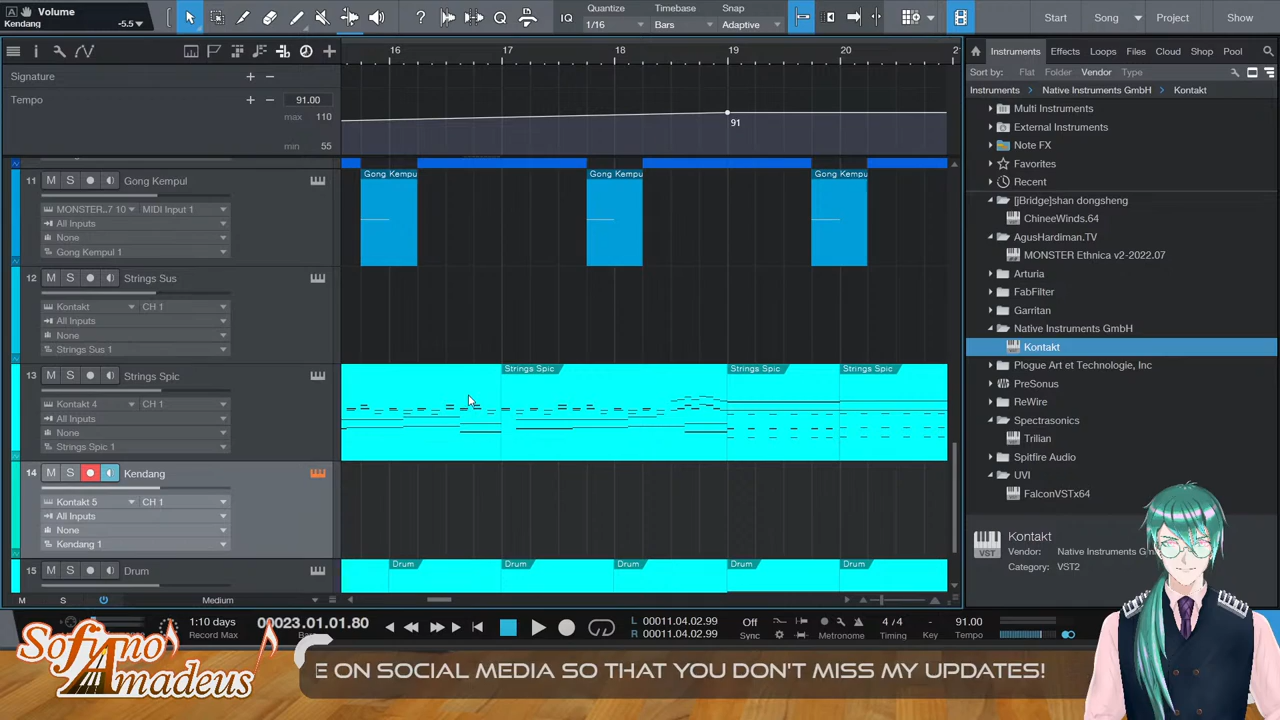 Volume
Kendang
-5.5
IQ
Quantize
1/16
Timebase
Bars
Snap
Adaptive
Start
Song
Project
Show
Signature
Tempo
91.00
max 110
min 55
16
17
18
19
20
91
Instruments
Effects
Loops
Files
Cloud
Shop
Pool
Sort by: Flat Folder Vendor Type
Instruments
Native Instruments GmbH
Kontakt
Multi Instruments
External Instruments
Note FX
Favorites
Recent
[jBridge]shan dongsheng
ChineeWinds.64
AgusHardiman.TV
MONSTER Ethnica v2-2022.07
Arturia
FabFilter
Garritan
Native Instruments GmbH
Kontakt
Plogue Art et Technologie, Inc
PreSonus
ReWire
Spectrasonics
Trilian
Spitfire Audio
UVI
FalconVSTx64
Kontakt
Vendor: Native Instruments Gm
Category: VST2
VST
11 M S Gong Kempul
MONSTER..7 10
MIDI Input 1
All Inputs
None
Gong Kempul 1
Gong Kempu
Gong Kempu
Gong Kempu
12 M S Strings Sus
Kontakt
CH 1
All Inputs
None
Strings Sus 1
13 M S Strings Spic
Kontakt 4
CH 1
All Inputs
None
Strings Spic 1
Strings Spic
Strings Spic
Strings Spic
14 M S Kendang
Kontakt 5
CH 1
All Inputs
None
Kendang 1
15 M S Drum
Drum
Drum
Drum
Drum
Drum
M
S
Medium
1:10 days
Record Max
00023.01.01.80
Bars
L 00011.04.02.99
R 00011.04.02.99
Off
Sync
Metronome
4/4
Timing
-
Key
91.00
Tempo
Sofiano
Amadeus
E ON SOCIAL MEDIA SO THAT YOU DON'T MISS MY UPDATES!